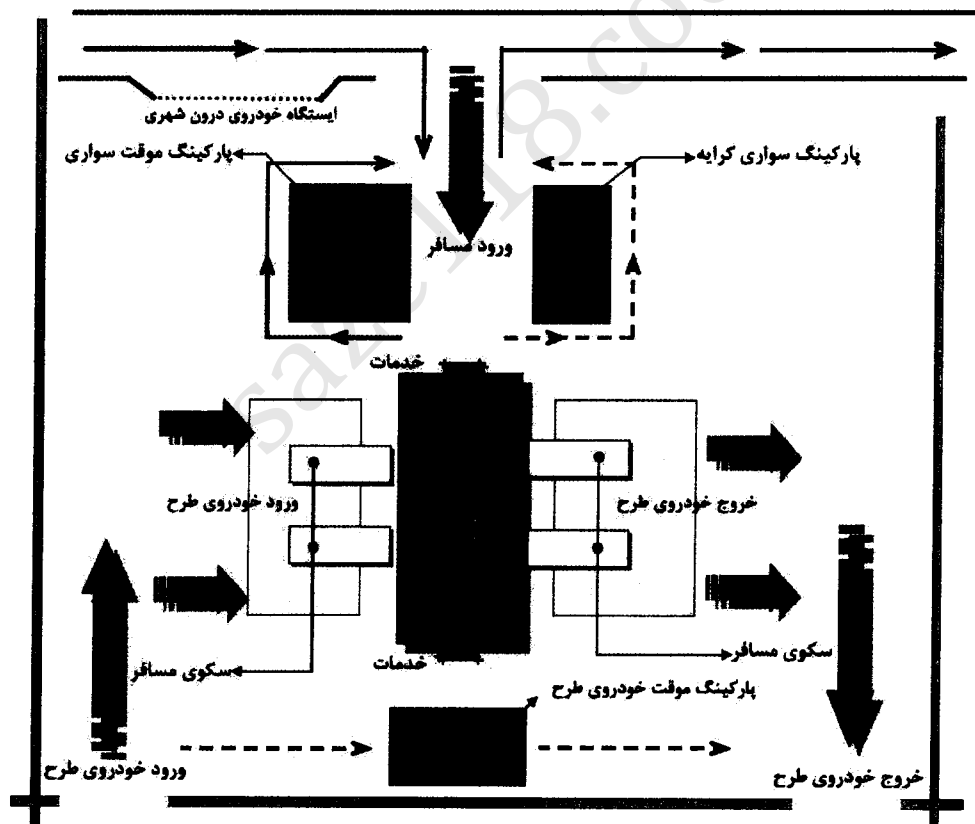 ایستگاه خودروی درون شهری
پارکینگ موقت سواری
پارکینگ سواری کرایه
ورود مسافر
خدمات
ورود خودروی طرح
خروج خودروی طرح
سکوی مسافر
خدمات
سکوی مسافر
پارکینگ موقت خودروی طرح
ورود خودروی طرح
خروج خودروی طرح